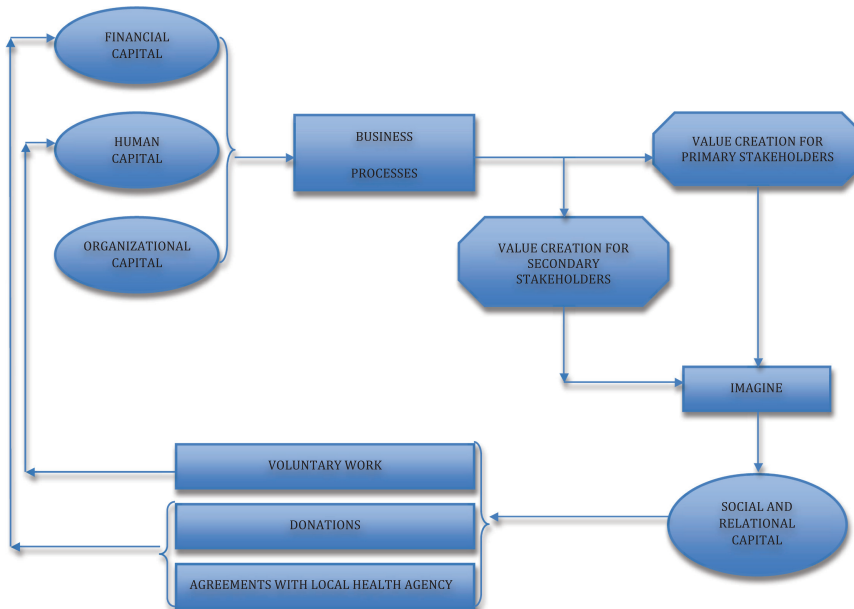 FINANCIAL
CAPITAL
HUMAN
CAPITAL
ORGANIZATIONAL
CAPITAL
BUSINESS
PROCESSES
VALUE CREATION FOR
PRIMARY STAKEHOLDERS
VALUE CREATION FOR
SECONDARY
STAKEHOLDERS
IMAGINE
SOCIAL AND
RELATIONAL
CAPITAL
VOLUNTARY WORK
DONATIONS
AGREEMENTS WITH LOCAL HEALTH AGENCY